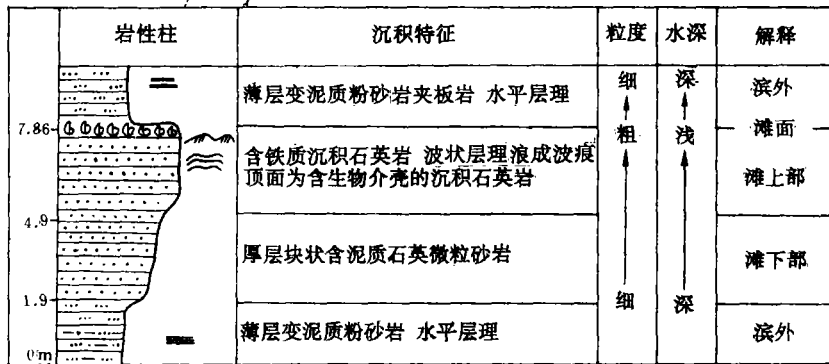 岩性柱 沉积特征 粒度 水深 解释
薄层变泥质粉砂岩夹板岩 水平层理 细 深 滨外
7.86 粗 浅 滩面
含铁质沉积石英岩 波状层理浪成波痕
顶面为含生物介壳的沉积石英岩 滩上部
4.9
厚层块状含泥质石英微粒砂岩 滩下部
1.9 细 深
薄层变泥质粉砂岩 水平层理 滨外
0m